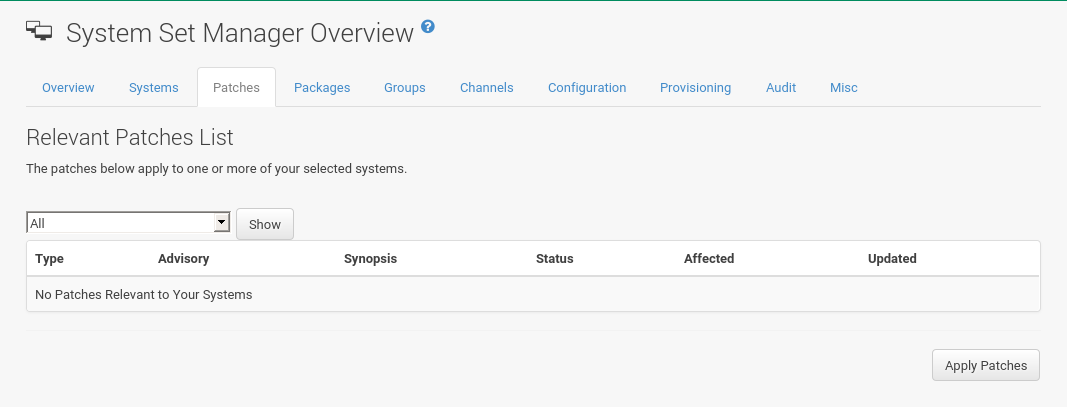 System Set Manager Overview ?
Overview Systems Patches Packages Groups Channels Configuration Provisioning Audit Misc
Relevant Patches List
The patches below apply to one or more of your selected systems.
All Show
Type Advisory Synopsis Status Affected Updated
No Patches Relevant to Your Systems
Apply Patches